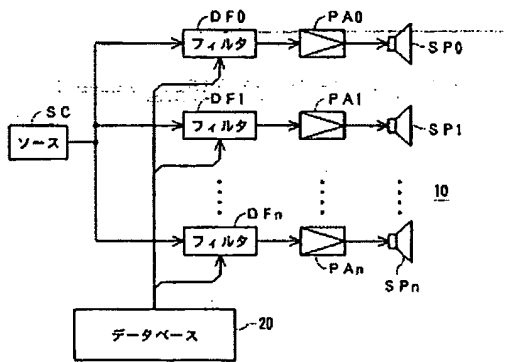 DF0
PA0
フィルタ
SP0
SC
DF1
PA1
ソース
フィルタ
SP1
10
DFn
フィルタ
PAn
SPn
データベース
20